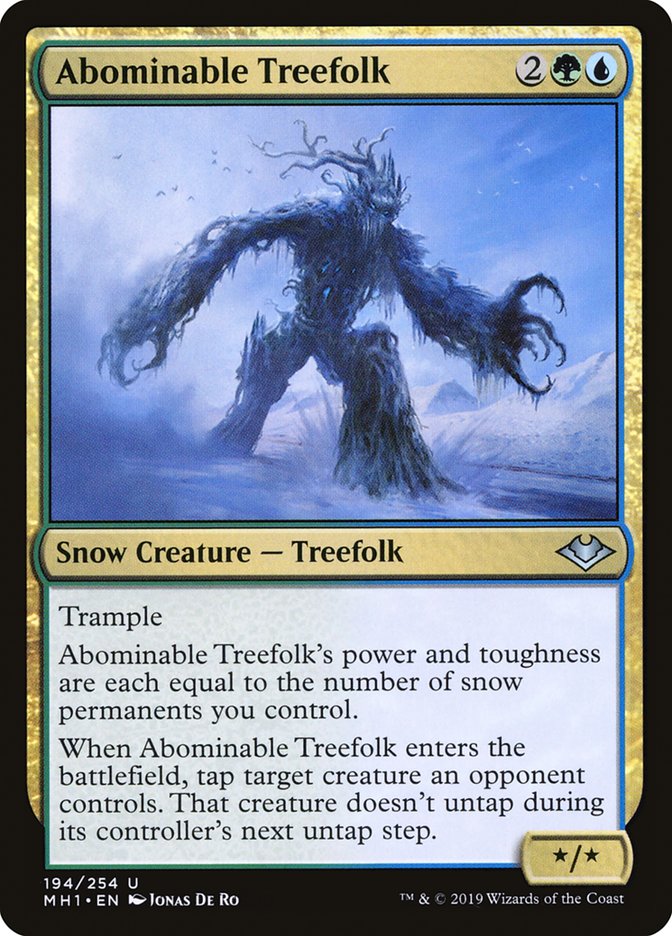 Abominable Treefolk 2
Snow Creature — Treefolk
Trample
Abominable Treefolk's power and toughness
are each equal to the number of snow
permanents you control.
When Abominable Treefolk enters the
battlefield, tap target creature an opponent
controls. That creature doesn't untap during
its controller's next untap step.
★/★
194/254 U
MH1 • EN Jonas De Ro
™ & © 2019 Wizards of the Coast